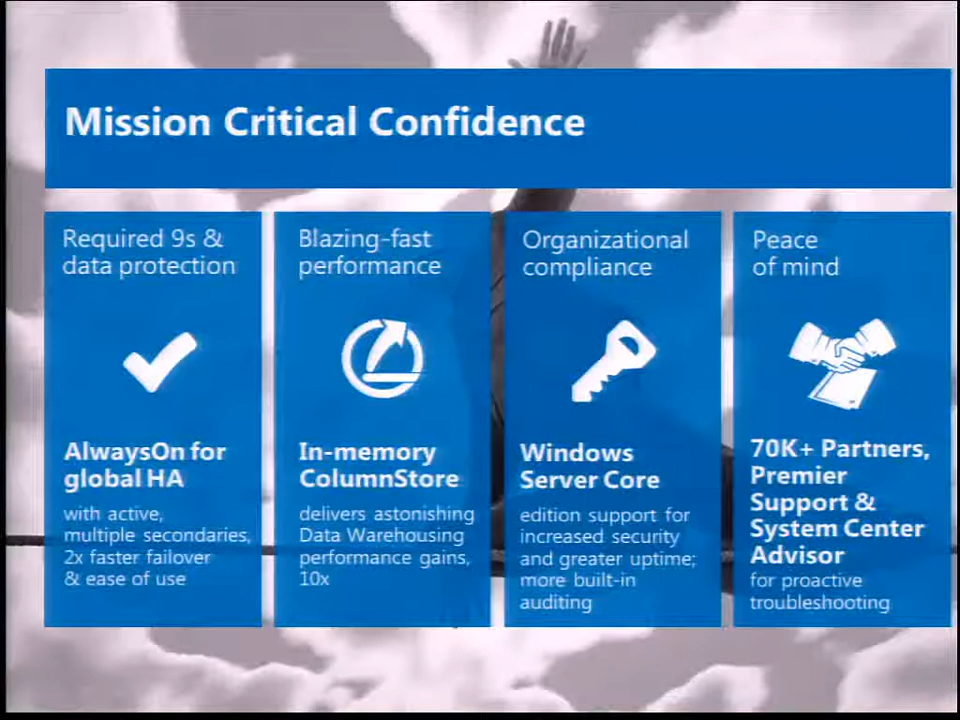 Mission Critical Confidence
Required 9s &
data protection
AlwaysOn for
global HA
with active,
multiple secondaries,
2x faster failover
& ease of use
Blazing-fast
performance
In-memory
ColumnStore
delivers astonishing
Data Warehousing
performance gains,
10x
Organizational
compliance
Windows
Server Core
edition support for
increased security
and greater uptime;
more built-in
auditing
Peace
of mind
70K+ Partners,
Premier
Support &
System Center
Advisor
for proactive
troubleshooting